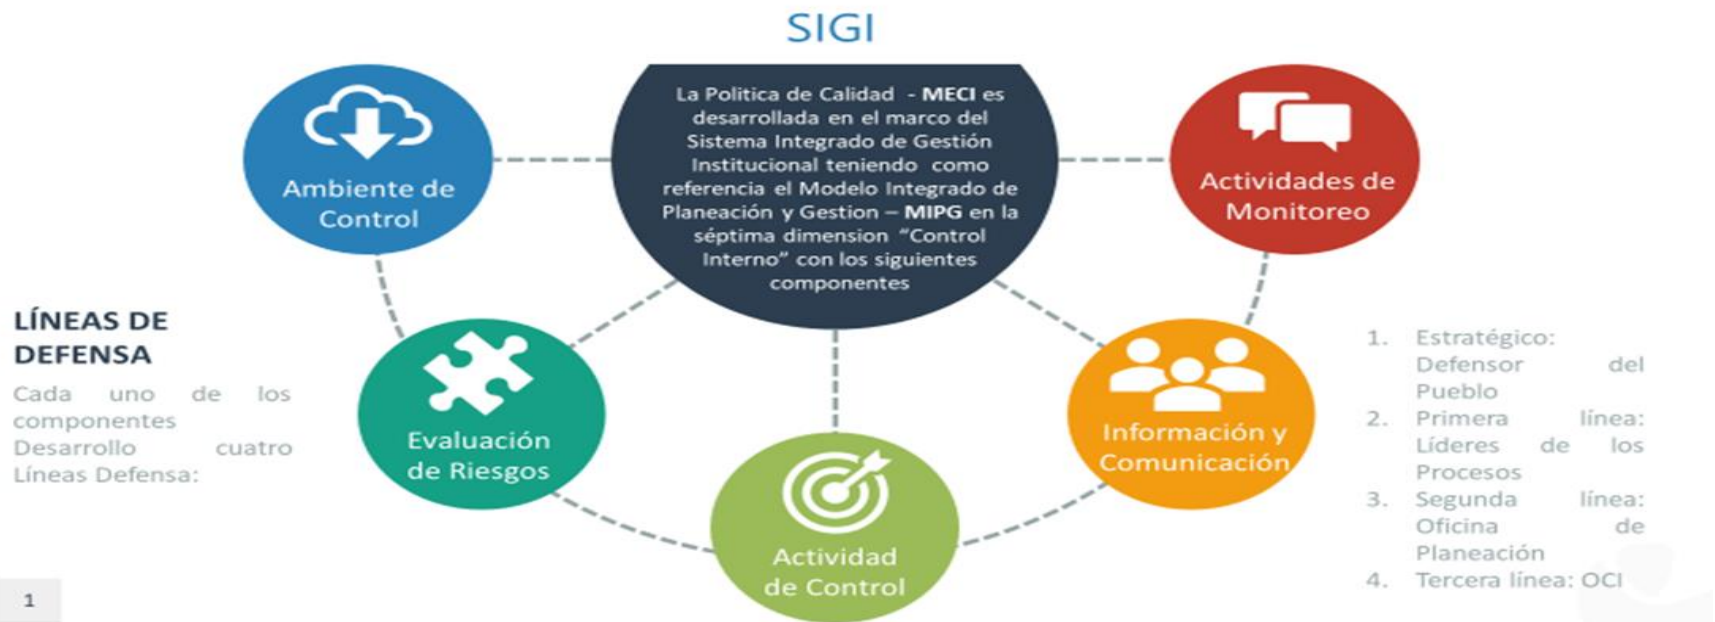 SIGI
La Politica de Calidad - MECI es
desarrollada en el marco del
Sistema Integrado de Gestión
Institucional teniendo como
referencia el Modelo Integrado de
Planeación y Gestion – MIPG en la
séptima dimension “Control
Interno” con los siguientes
componentes
Ambiente de
Control
Actividades de
Monitoreo
Evaluación
de Riesgos
Información y
Comunicación
Actividad
de Control
LÍNEAS DE
DEFENSA
Cada uno de los
componentes
Desarrollo cuatro
Líneas Defensa:
1. Estratégico:
Defensor del
Pueblo
2. Primera línea:
Líderes de los
Procesos
3. Segunda línea:
Oficina de
Planeación
4. Tercera línea: OCI
1